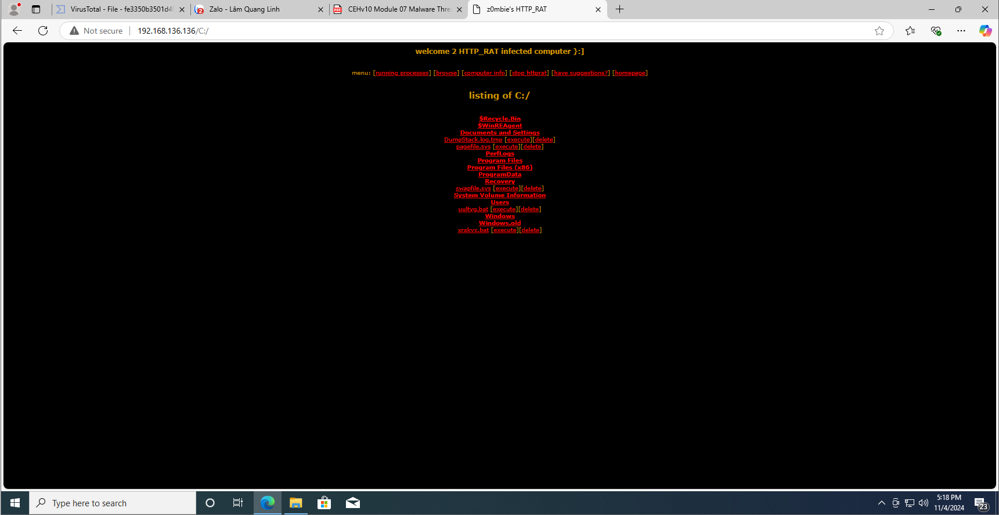 VirusTotal - File - fe3350b3501d49
Zalo - Lâm Quang Linh
CEHv10 Module 07 Malware Thre
z0mbie's HTTP_RAT
Not secure
192.168.136.136/C:/
welcome 2 HTTP_RAT infected computer }:]
menu: [running processes] [browse] [computer info] [stop httprat] [have suggestions?] [homepage]
listing of C:/
$Recycle.Bin
$WinREAgent
Documents and Settings
DumpStack.log.tmp [execute][delete]
pagefile.sys [execute][delete]
PerfLogs
Program Files
Program Files (x86)
ProgramData
Recovery
swapfile.sys [execute][delete]
System Volume Information
Users
uultyg.bat [execute][delete]
Windows
Windows.old
xrakvx.bat [execute][delete]
Type here to search
5:18 PM
11/4/2024
23